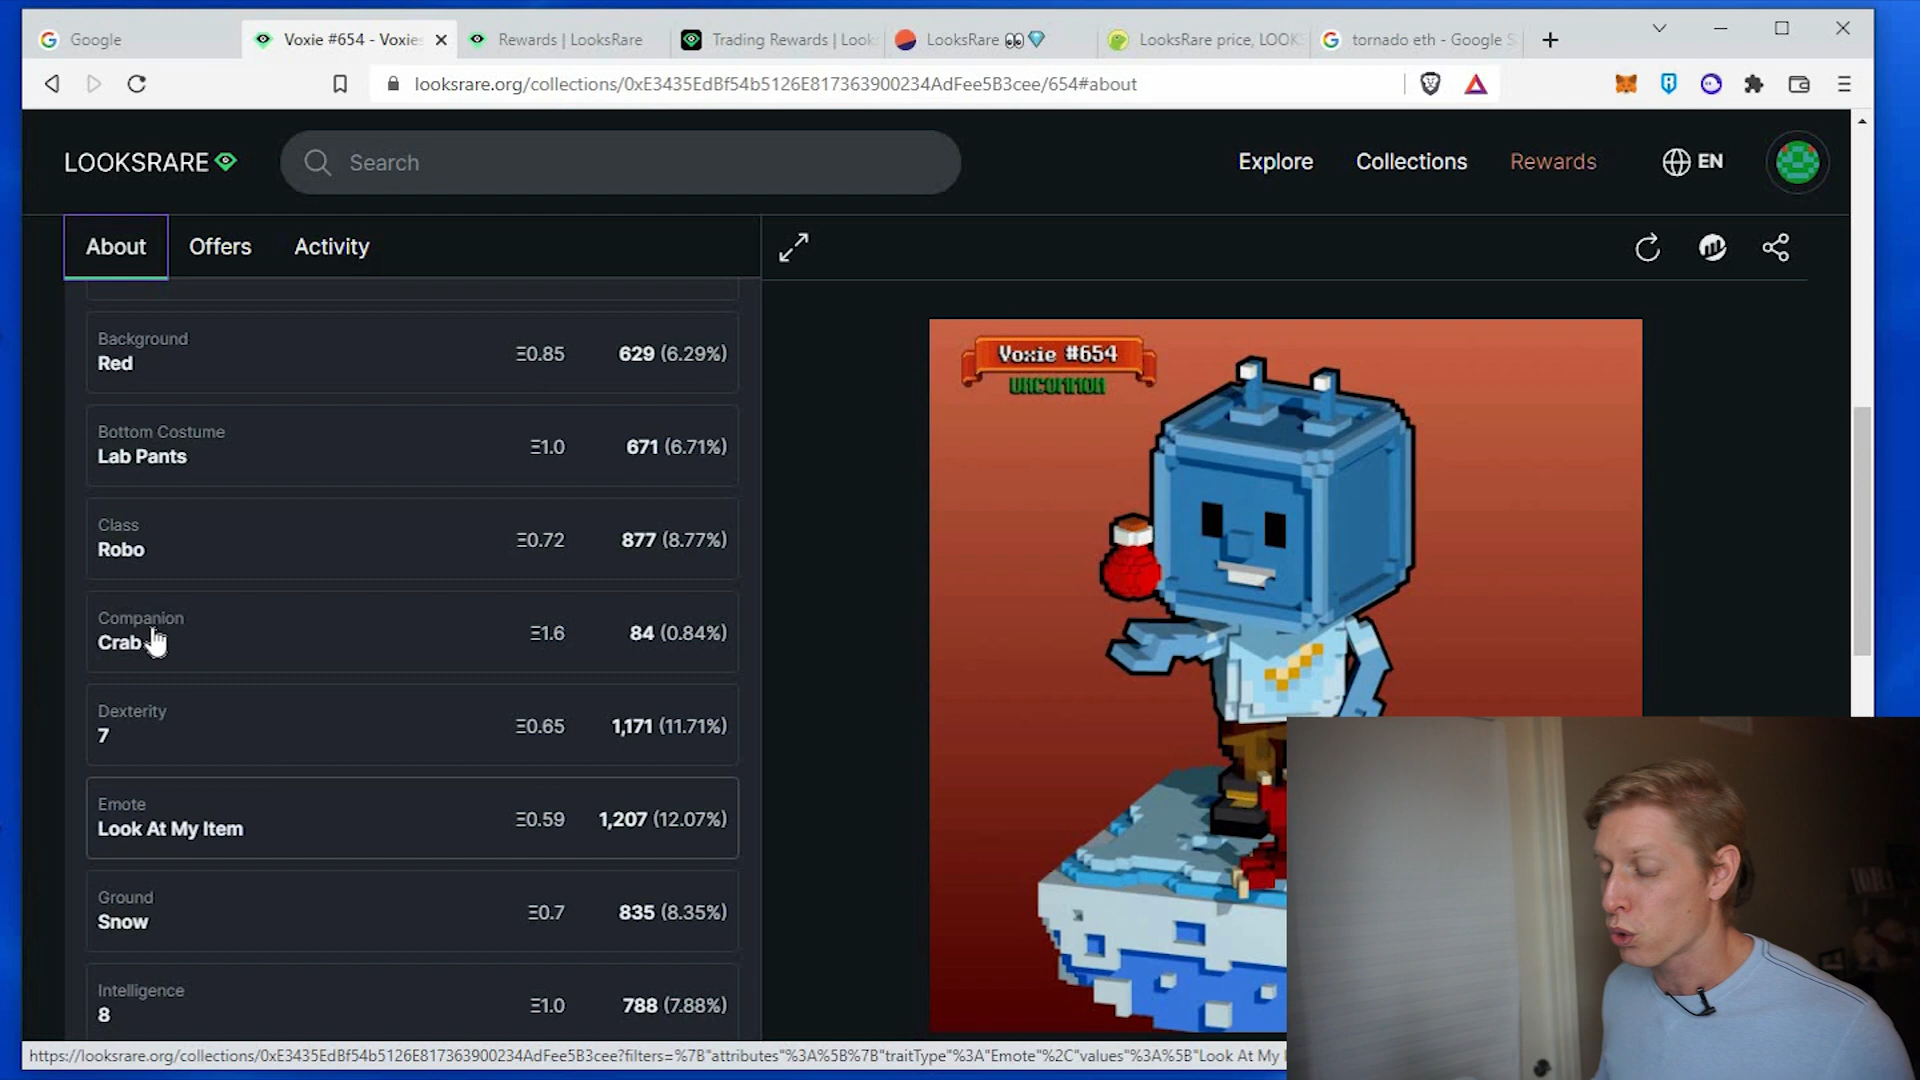 Google
Voxie #654 - Voxies
Rewards | LooksRare
Trading Rewards | Look
LooksRare 👀💎
LooksRare price, LOOK
tornado eth - Google S
looksrare.org/collections/0xE3435EdBf54b5126E817363900234AdFee5B3cee/654#about
LOOKSRARE
Search
Explore
Collections
Rewards
EN
About
Offers
Activity
Background
Red
Ξ0.85
629 (6.29%)
Bottom Costume
Lab Pants
Ξ1.0
671 (6.71%)
Class
Robo
Ξ0.72
877 (8.77%)
Companion
Crab
Ξ1.6
84 (0.84%)
Dexterity
7
Ξ0.65
1,171 (11.71%)
Emote
Look At My Item
Ξ0.59
1,207 (12.07%)
Ground
Snow
Ξ0.7
835 (8.35%)
Intelligence
8
Ξ1.0
788 (7.88%)
Voxie #654
uncommon
https://looksrare.org/collections/0xE3435EdBf54b5126E817363900234AdFee5B3cee?filters=%7B"attributes"%3A%5B%7B"traitType"%3A"Emote"%2C"values"%3A%5B"Look At My